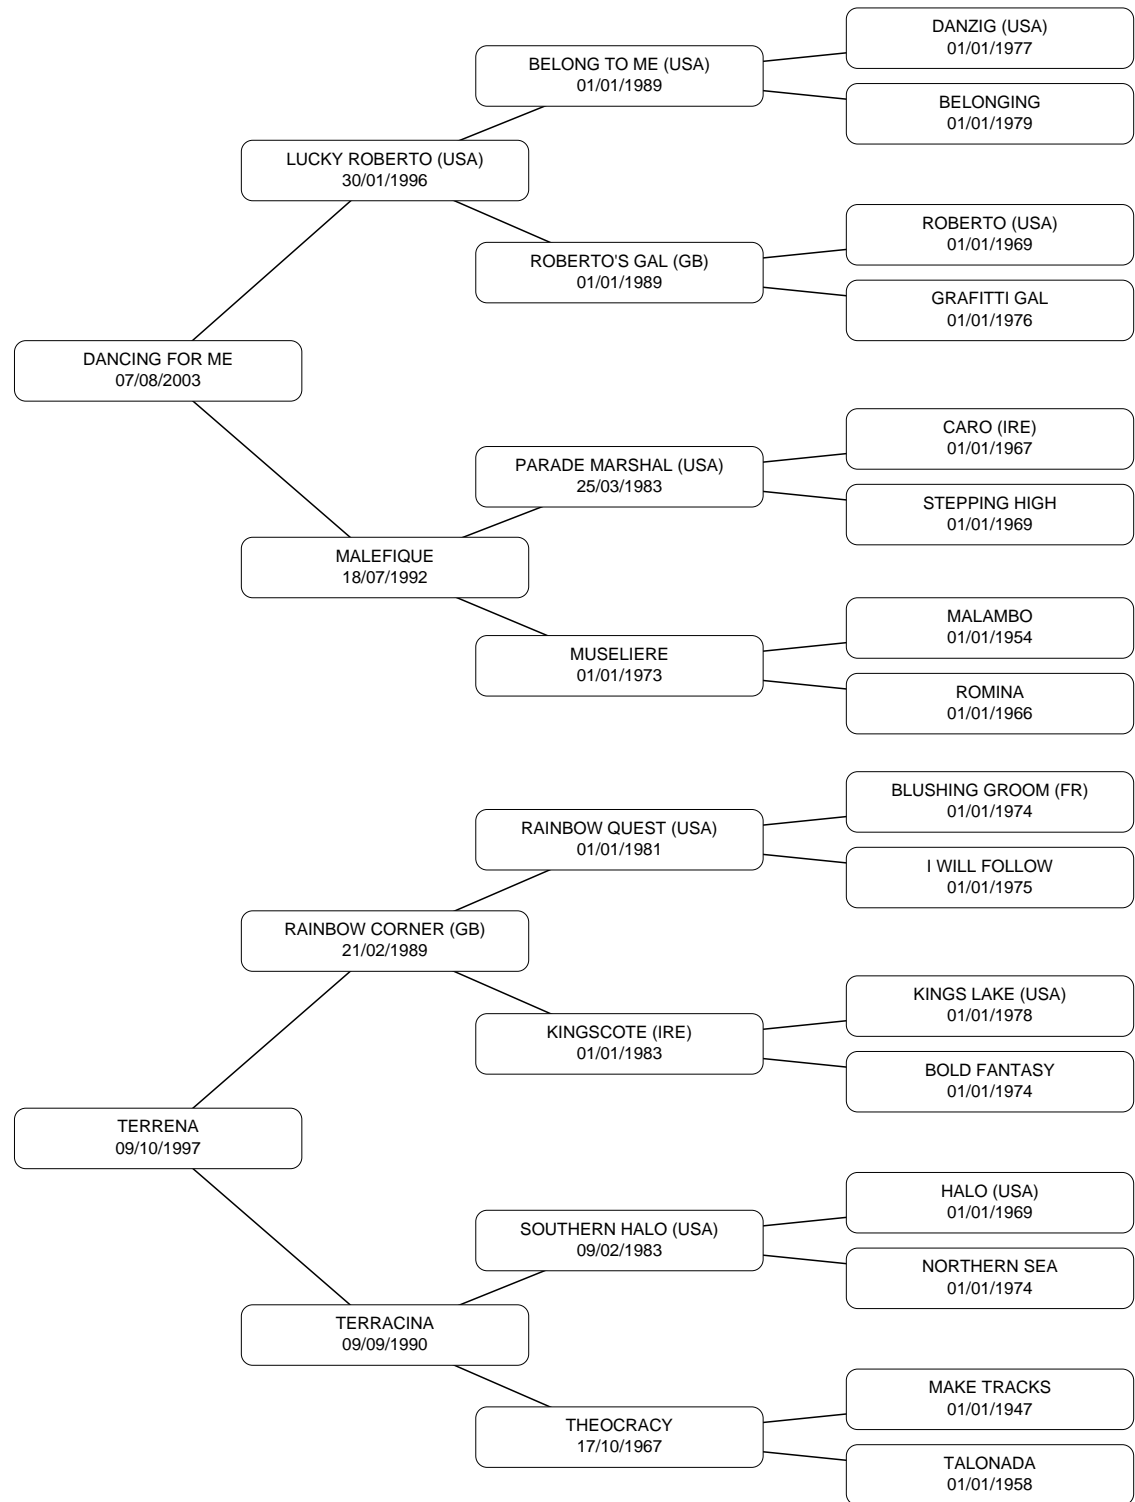 DANZIG (USA)
01/01/1977
BELONG TO ME (USA)
01/01/1989
BELONGING
01/01/1979
LUCKY ROBERTO (USA)
30/01/1996
ROBERTO (USA)
01/01/1969
ROBERTO'S GAL (GB)
01/01/1989
GRAFITTI GAL
01/01/1976
DANCING FOR ME
07/08/2003
CARO (IRE)
01/01/1967
PARADE MARSHAL (USA)
25/03/1983
STEPPING HIGH
01/01/1969
MALEFIQUE
18/07/1992
MALAMBO
01/01/1954
MUSELIERE
01/01/1973
ROMINA
01/01/1966
BLUSHING GROOM (FR)
01/01/1974
RAINBOW QUEST (USA)
01/01/1981
I WILL FOLLOW
01/01/1975
RAINBOW CORNER (GB)
21/02/1989
KINGS LAKE (USA)
01/01/1978
KINGSCOTE (IRE)
01/01/1983
BOLD FANTASY
01/01/1974
TERRENA
09/10/1997
HALO (USA)
01/01/1969
SOUTHERN HALO (USA)
09/02/1983
NORTHERN SEA
01/01/1974
TERRACINA
09/09/1990
MAKE TRACKS
01/01/1947
THEOCRACY
17/10/1967
TALONADA
01/01/1958